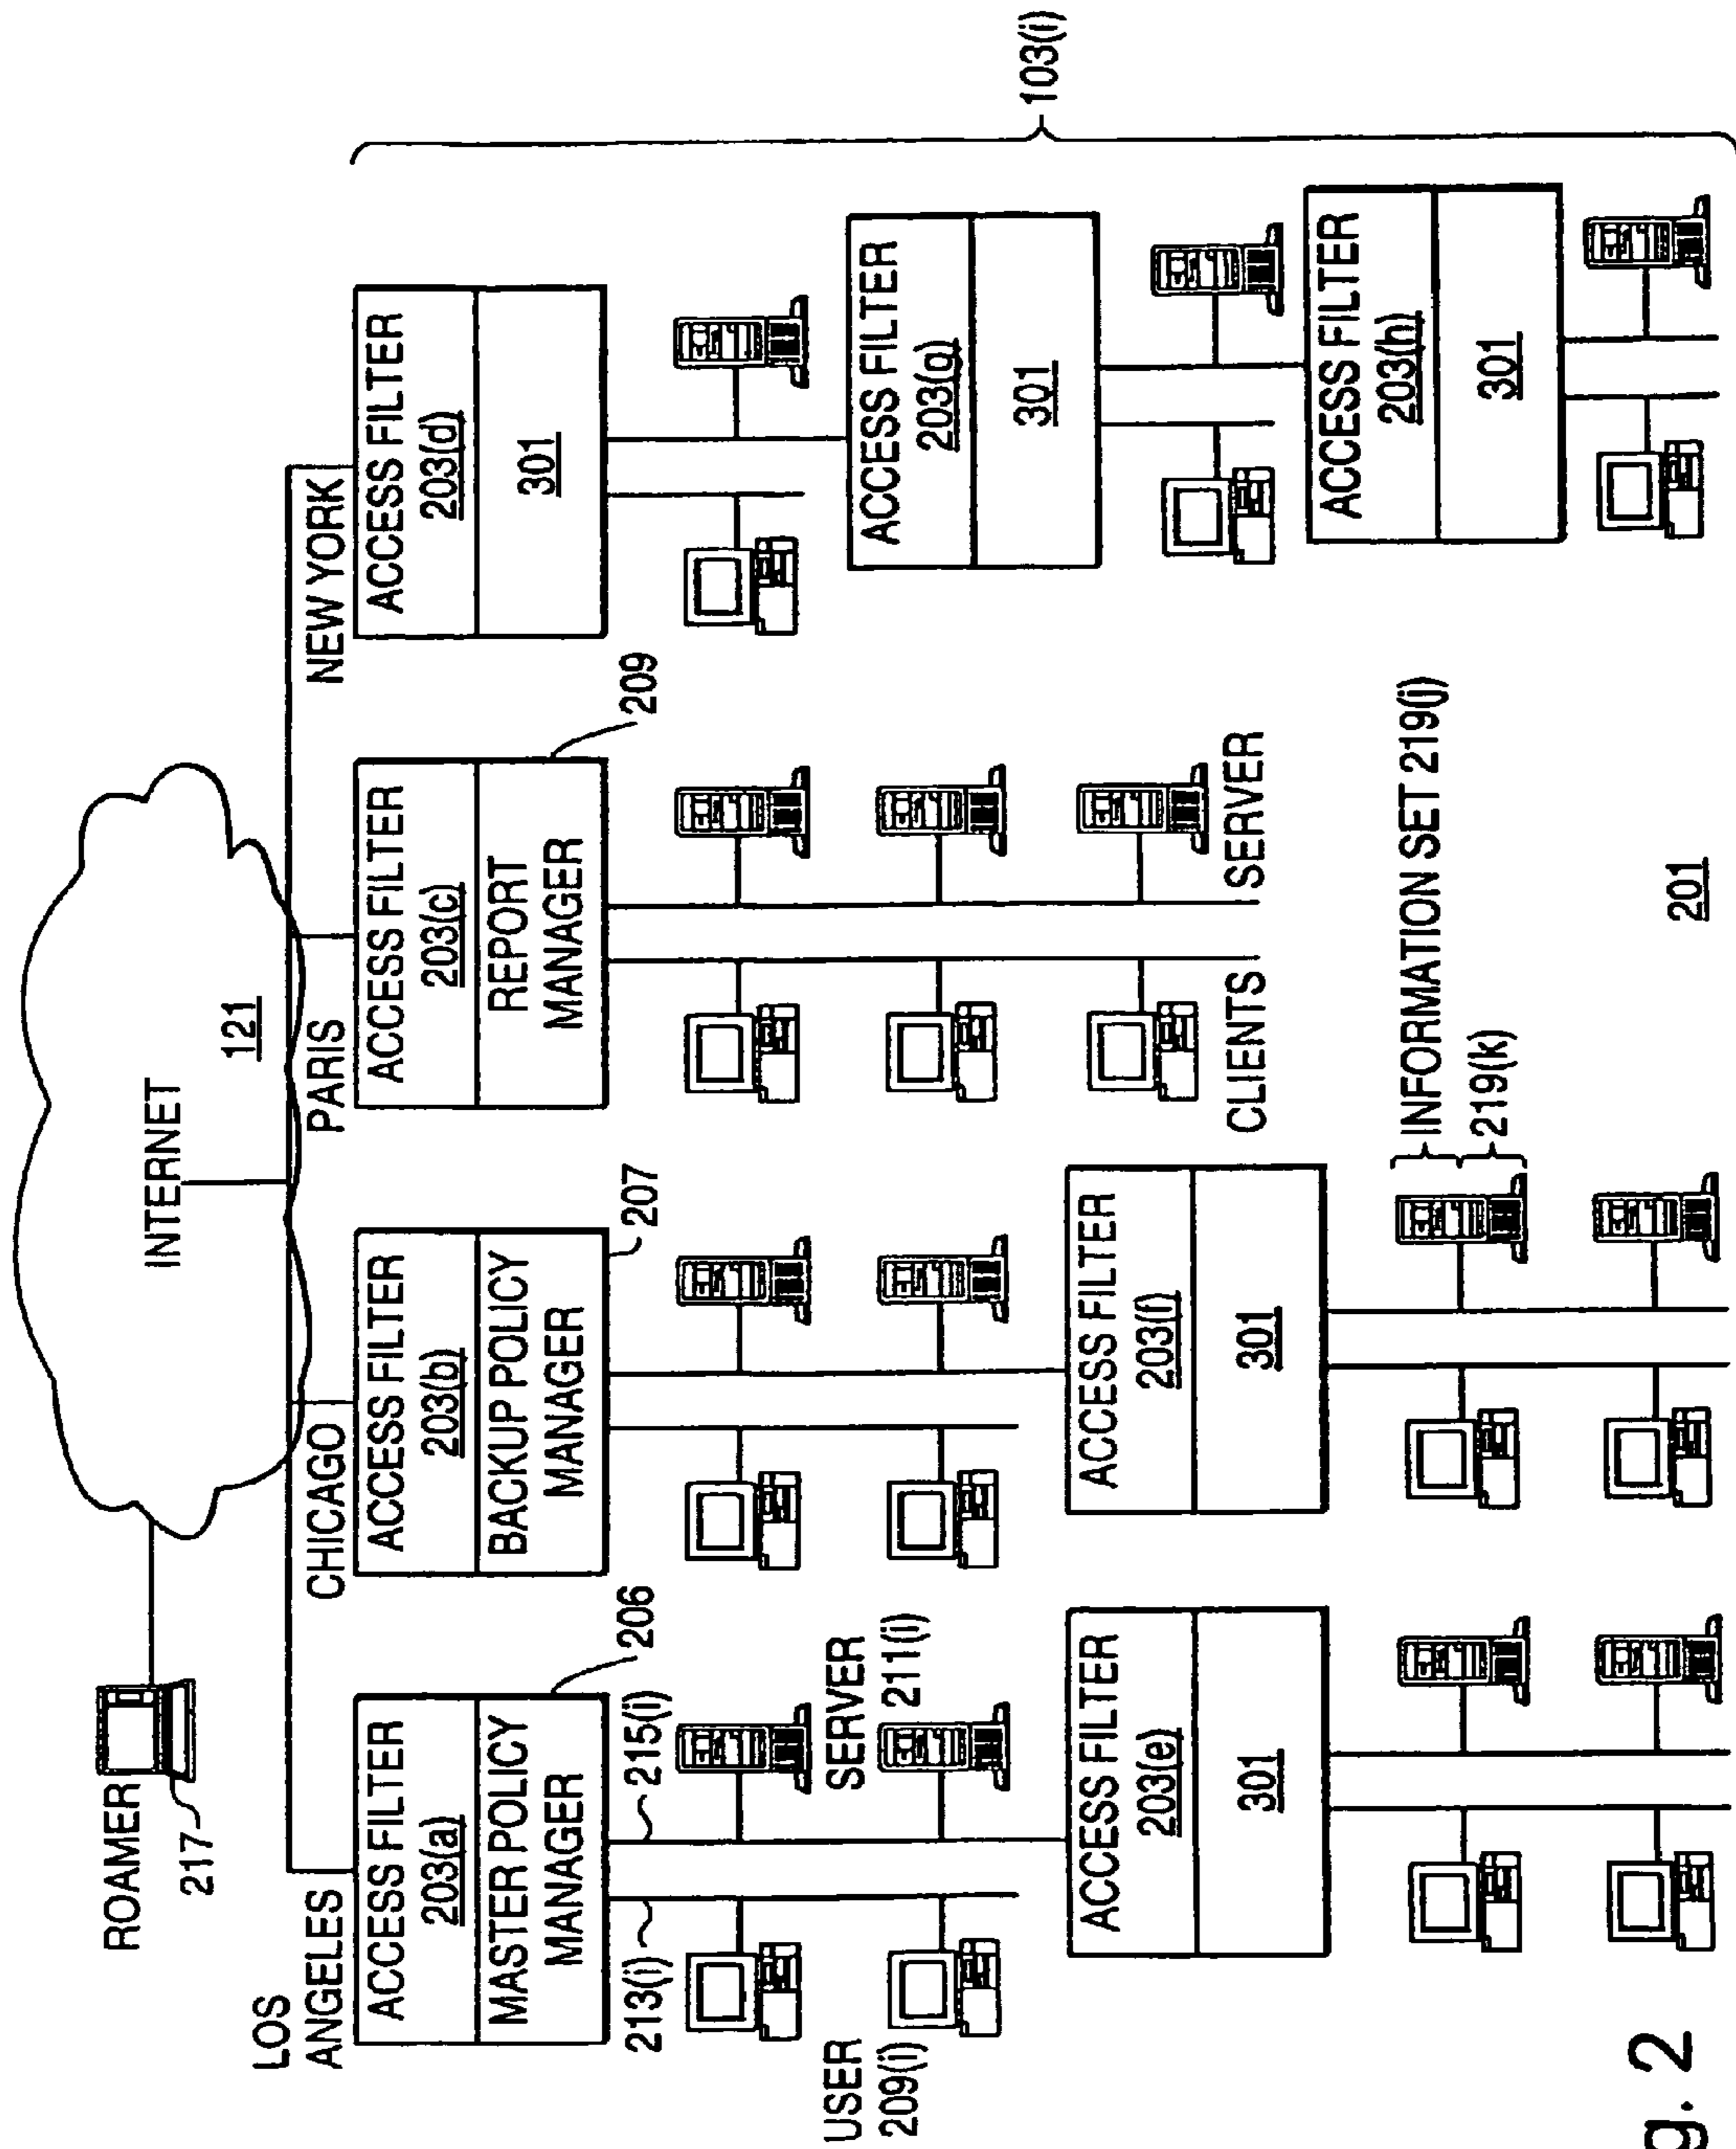 ROAMER
217
INTERNET
121
LOS
ANGELES
CHICAGO
PARIS
NEW YORK
ACCESS FILTER
203(a)
MASTER POLICY
MANAGER
206
ACCESS FILTER
203(b)
BACKUP POLICY
MANAGER
207
ACCESS FILTER
203(c)
REPORT
MANAGER
209
ACCESS FILTER
203(d)
301
213(i)
215(i)
USER
209(i)
SERVER
211(i)
ACCESS FILTER
203(e)
301
ACCESS FILTER
203(f)
301
CLIENTS
SERVER
ACCESS FILTER
203(g)
301
ACCESS FILTER
203(h)
301
INFORMATION SET 219(j)
219(k)
103(i)
201
g. 2